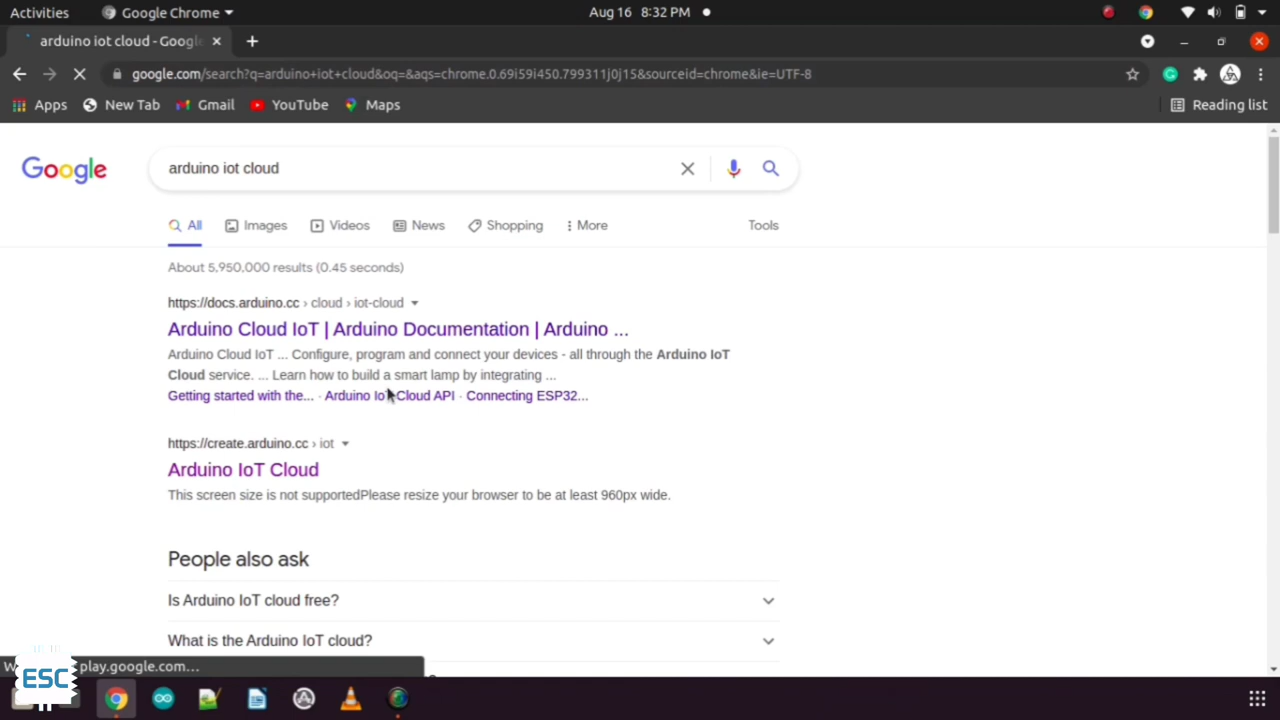 Activities
Google Chrome
Aug 16 8:32 PM
arduino iot cloud - Google
google.com/search?q=arduino+iot+cloud&oq=&aqs=chrome.0.69i59i450.799311j0j15&sourceid=chrome&ie=UTF-8
Apps
New Tab
Gmail
YouTube
Maps
Reading list
Google
arduino iot cloud
All
Images
Videos
News
Shopping
More
Tools
About 5,950,000 results (0.45 seconds)
https://docs.arduino.cc › cloud › iot-cloud
Arduino Cloud IoT | Arduino Documentation | Arduino ...
Arduino Cloud IoT ... Configure, program and connect your devices - all through the Arduino IoT
Cloud service. ... Learn how to build a smart lamp by integrating ...
Getting started with the... · Arduino IoT Cloud API · Connecting ESP32...
https://create.arduino.cc › iot
Arduino IoT Cloud
This screen size is not supportedPlease resize your browser to be at least 960px wide.
People also ask
Is Arduino IoT cloud free?
What is the Arduino IoT cloud?
play.google.com...
ESC